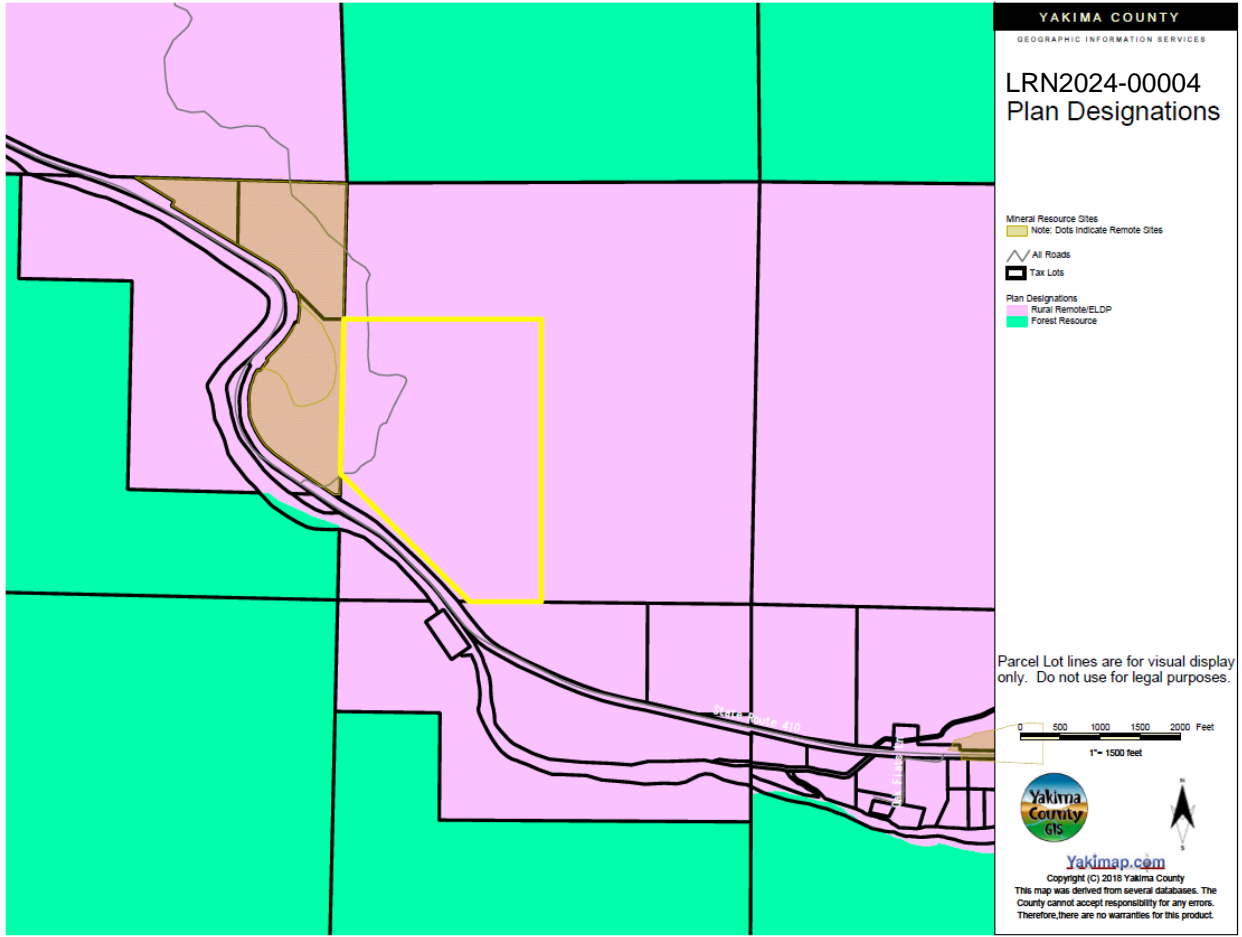 YAKIMA COUNTY
GEOGRAPHIC INFORMATION SERVICES
LRN2024-00004
Plan Designations
Mineral Resource Sites
Note: Dots Indicate Remote Sites
All Roads
Tax Lots
Plan Designations
Rural Remote/ELDP
Forest Resource
Parcel Lot lines are for visual display
only. Do not use for legal purposes.
0 500 1000 1500 2000 Feet
1"= 1500 feet
Yakima
County
GIS
N
S
Yakimap.com
Copyright (C) 2018 Yakima County
This map was derived from several databases. The
County cannot accept responsibility for any errors.
Therefore,there are no warranties for this product.
State Route 410